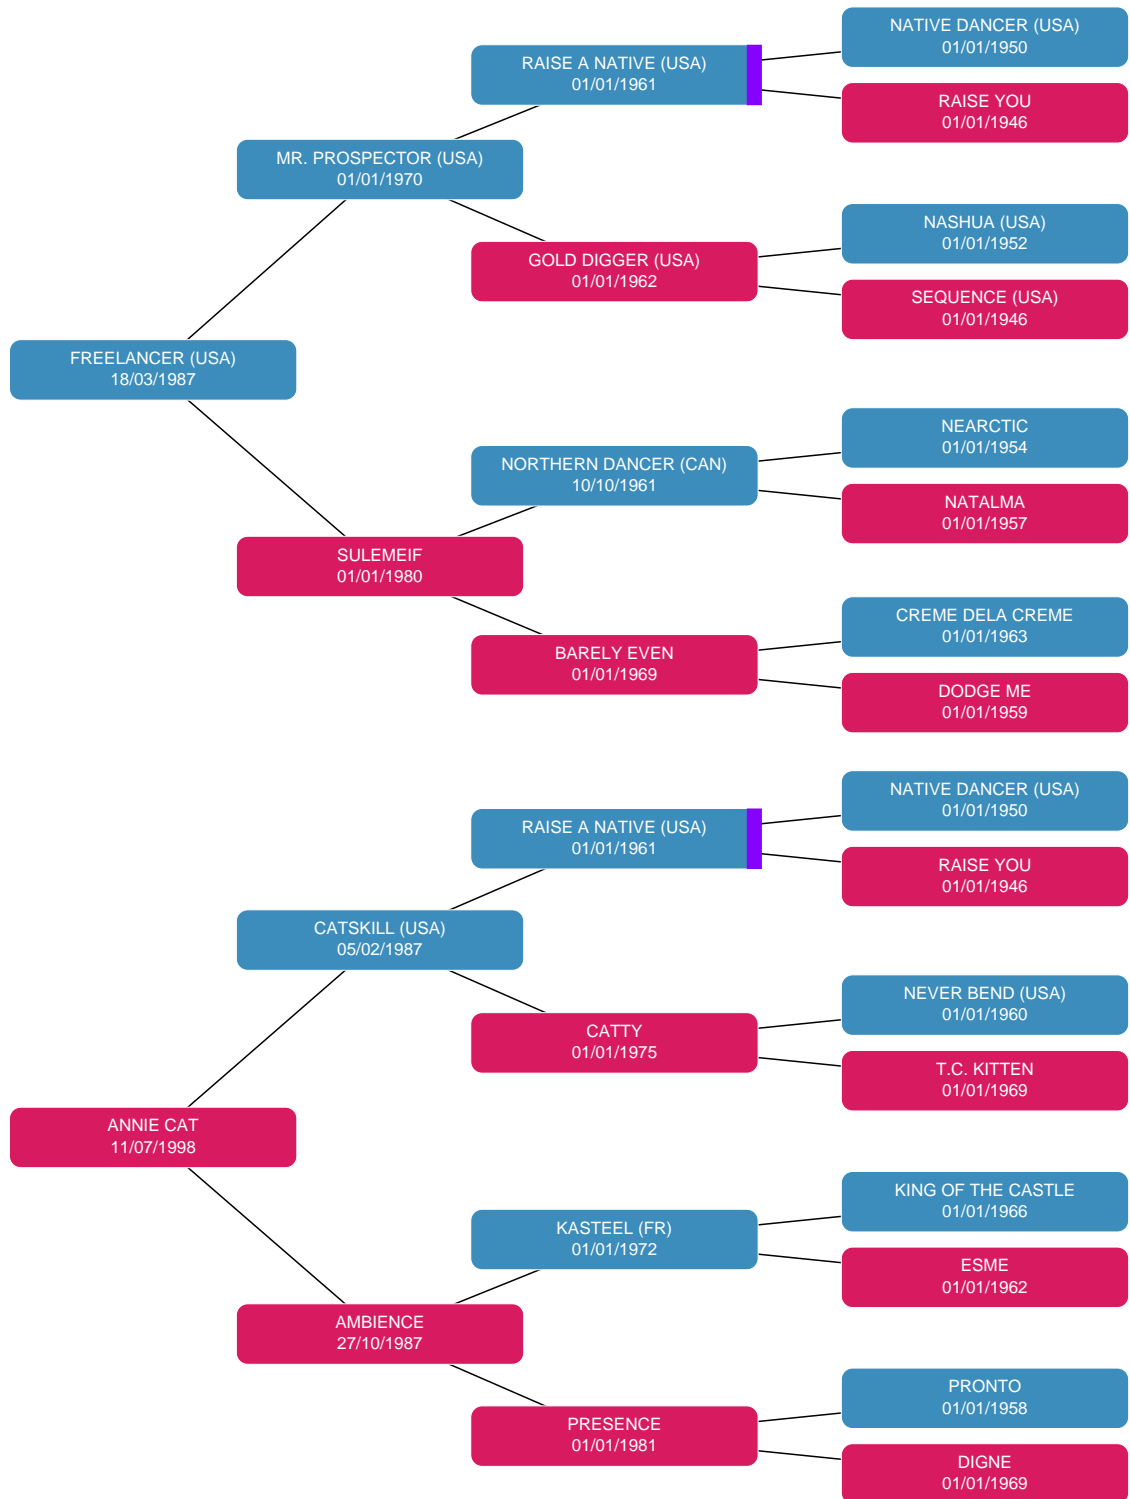 NATIVE DANCER (USA)
01/01/1950
RAISE A NATIVE (USA)
01/01/1961
RAISE YOU
01/01/1946
MR. PROSPECTOR (USA)
01/01/1970
NASHUA (USA)
01/01/1952
GOLD DIGGER (USA)
01/01/1962
SEQUENCE (USA)
01/01/1946
FREELANCER (USA)
18/03/1987
NEARCTIC
01/01/1954
NORTHERN DANCER (CAN)
10/10/1961
NATALMA
01/01/1957
SULEMEIF
01/01/1980
CREME DELA CREME
01/01/1963
BARELY EVEN
01/01/1969
DODGE ME
01/01/1959
NATIVE DANCER (USA)
01/01/1950
RAISE A NATIVE (USA)
01/01/1961
RAISE YOU
01/01/1946
CATSKILL (USA)
05/02/1987
NEVER BEND (USA)
01/01/1960
CATTY
01/01/1975
T.C. KITTEN
01/01/1969
ANNIE CAT
11/07/1998
KING OF THE CASTLE
01/01/1966
KASTEEL (FR)
01/01/1972
ESME
01/01/1962
AMBIENCE
27/10/1987
PRONTO
01/01/1958
PRESENCE
01/01/1981
DIGNE
01/01/1969